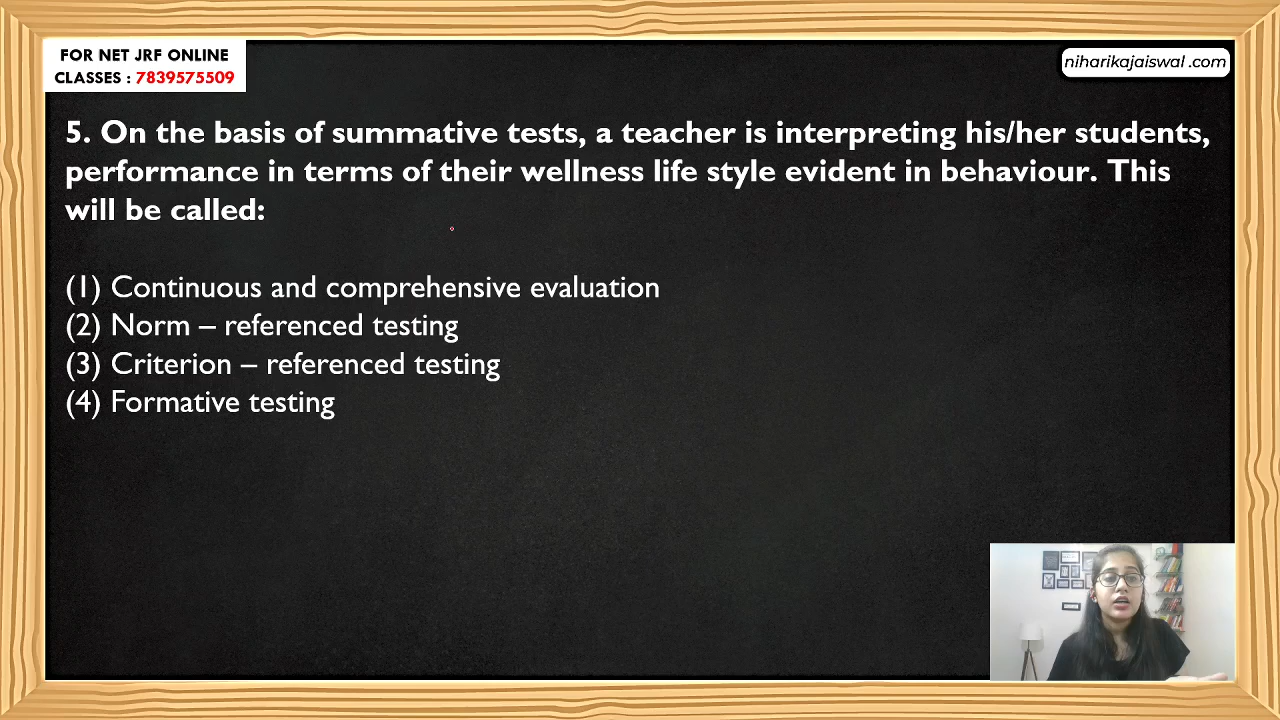 FOR NET JRF ONLINE
CLASSES : 7839575509
niharikajaiswal .com
5. On the basis of summative tests, a teacher is interpreting his/her students,
performance in terms of their wellness life style evident in behaviour. This
will be called:
(1) Continuous and comprehensive evaluation
(2) Norm – referenced testing
(3) Criterion – referenced testing
(4) Formative testing